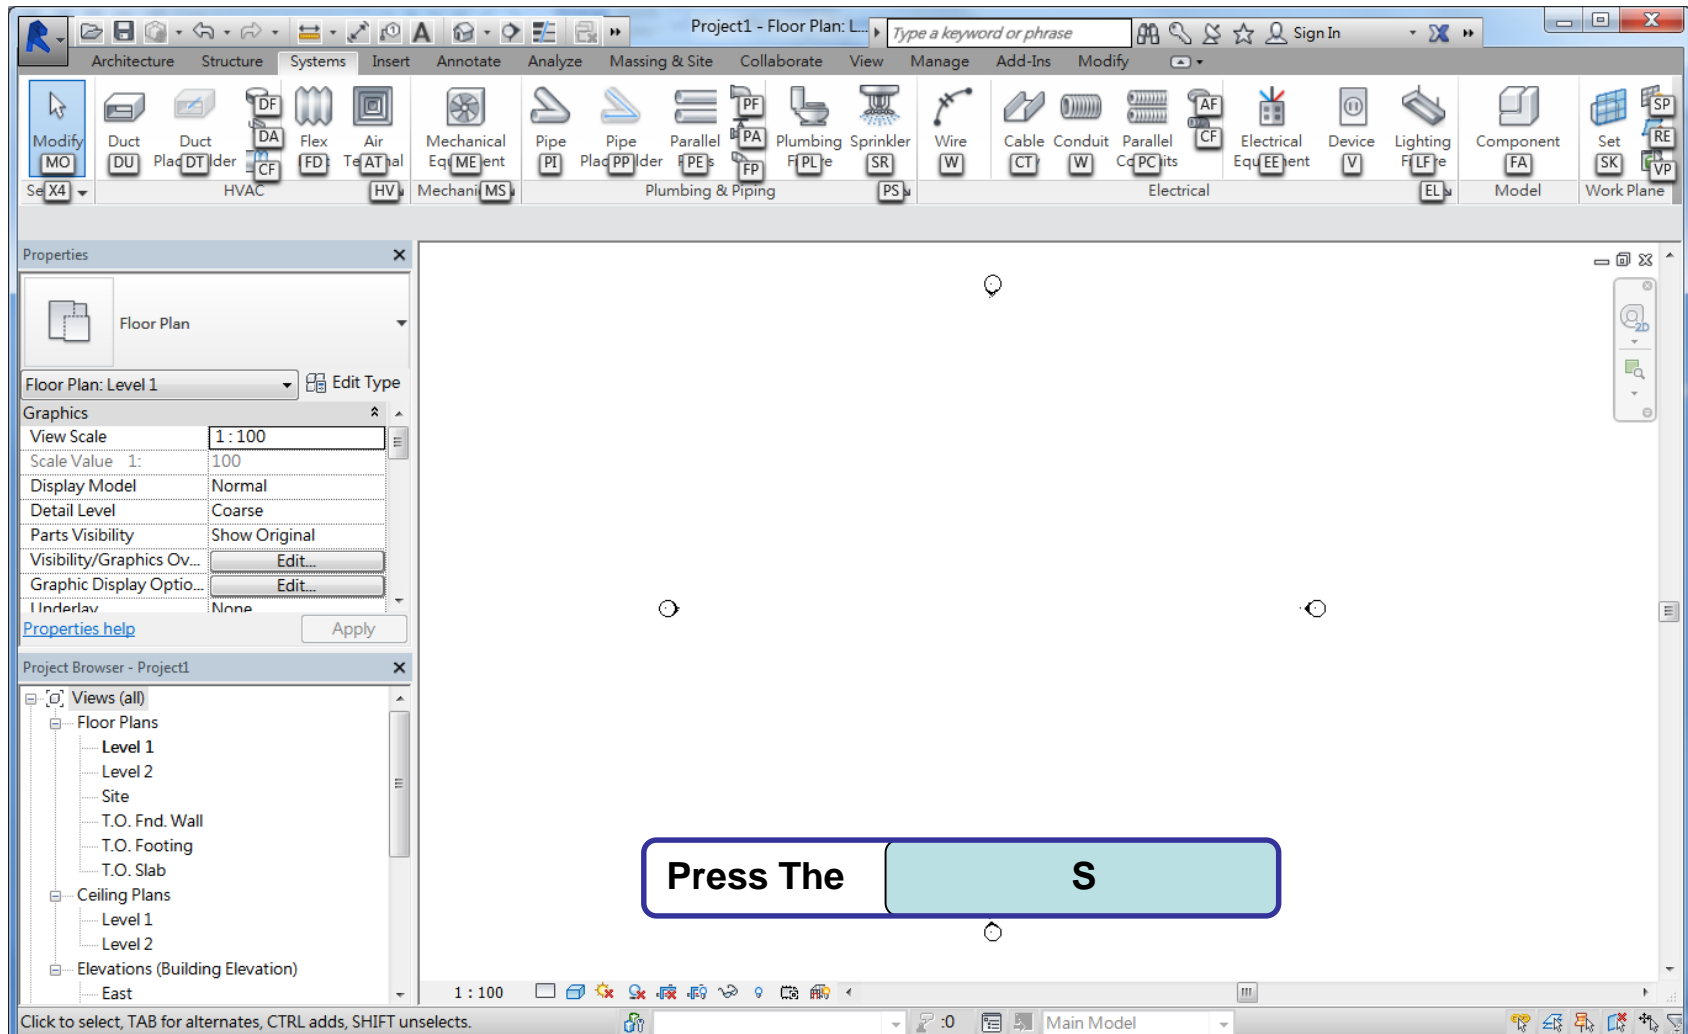 Project1 - Floor Plan: L...
Type a keyword or phrase
Sign In
Architecture Structure Systems Insert Annotate Analyze Massing & Site Collaborate View Manage Add-Ins Modify
DF PF AF SP
DA PA CF RE
CF FP VP
Modify Duct Duct Flex Air Mechanical Pipe Pipe Parallel Plumbing Sprinkler Wire Cable Conduit Parallel Electrical Device Lighting Component Set
MO DU DT FD AT ME PI PP PE PL SR W CT W PC EE V LF FA SK
X4 HVAC HV MS Plumbing & Piping PS Electrical EL Model Work Plane
Properties
Floor Plan
Floor Plan: Level 1 Edit Type
Graphics
View Scale 1 : 100
Scale Value 1: 100
Display Model Normal
Detail Level Coarse
Parts Visibility Show Original
Visibility/Graphics Ov... Edit...
Graphic Display Optio... Edit...
Underlay None
Properties help Apply
Project Browser - Project1
Views (all)
Floor Plans
Level 1
Level 2
Site
T.O. Fnd. Wall
T.O. Footing
T.O. Slab
Ceiling Plans
Level 1
Level 2
Elevations (Building Elevation)
East
2D
Press The S
1 : 100
Click to select, TAB for alternates, CTRL adds, SHIFT unselects.
:0 Main Model